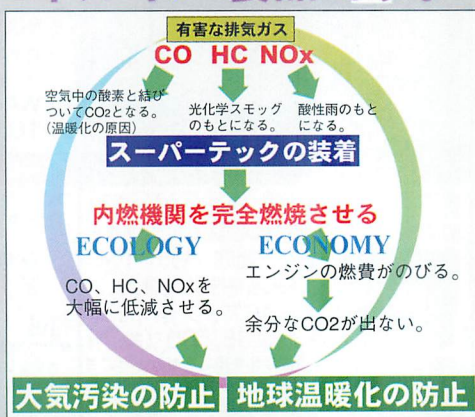 有害な排気ガス
CO HC NOx
空気中の酸素と結び
ついてCO2となる。
(温暖化の原因)
光化学スモッグ
のもとになる。
酸性雨のもと
になる。
スーパーテックの装着
内燃機関を完全燃焼させる
ECOLOGY
ECONOMY
CO、HC、NOxを
大幅に低減させる。
エンジンの燃費がのびる。
余分なCO2が出ない。
大気汚染の防止
地球温暖化の防止